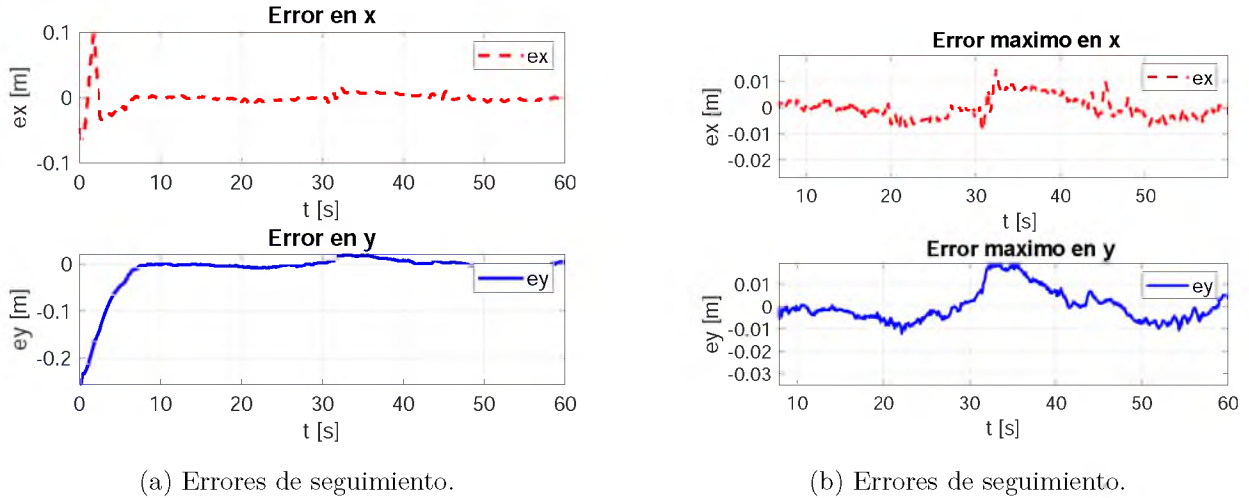 Error en x
0.1
0
-0.1
ex [m]
ex
0 10 20 30 40 50 60
t [s]
Error en y
0
-0.1
-0.2
ey [m]
ey
0 10 20 30 40 50 60
t [s]
(a) Errores de seguimiento.
Error maximo en x
0.01
0
-0.01
-0.02
ex [m]
ex
10 20 30 40 50
t [s]
Error maximo en y
0.01
0
-0.01
-0.02
-0.03
ey [m]
ey
10 20 30 40 50 60
t [s]
(b) Errores de seguimiento.